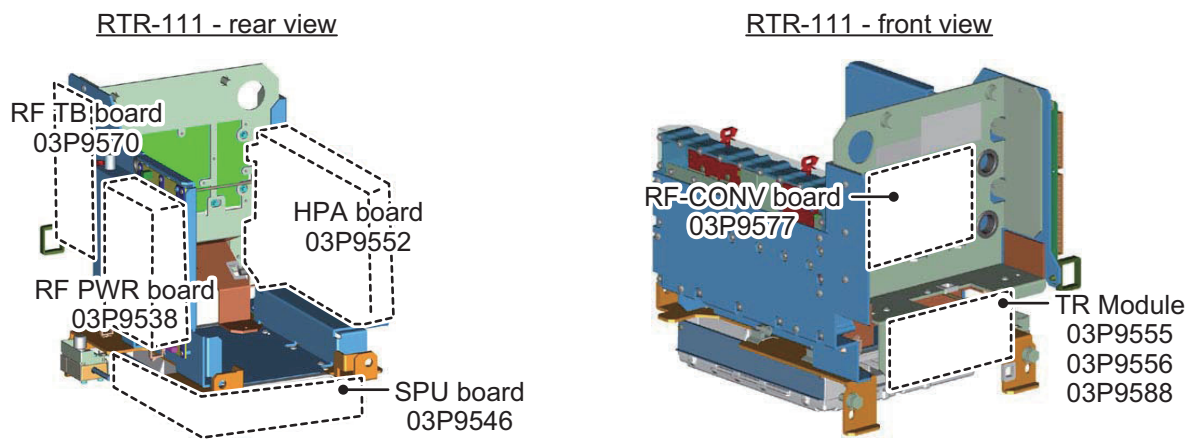 RTR-111 - rear view
RF TB board
03P9570
HPA board
03P9552
RF PWR board
03P9538
SPU board
03P9546
RTR-111 - front view
RF-CONV board
03P9577
TR Module
03P9555
03P9556
03P9588